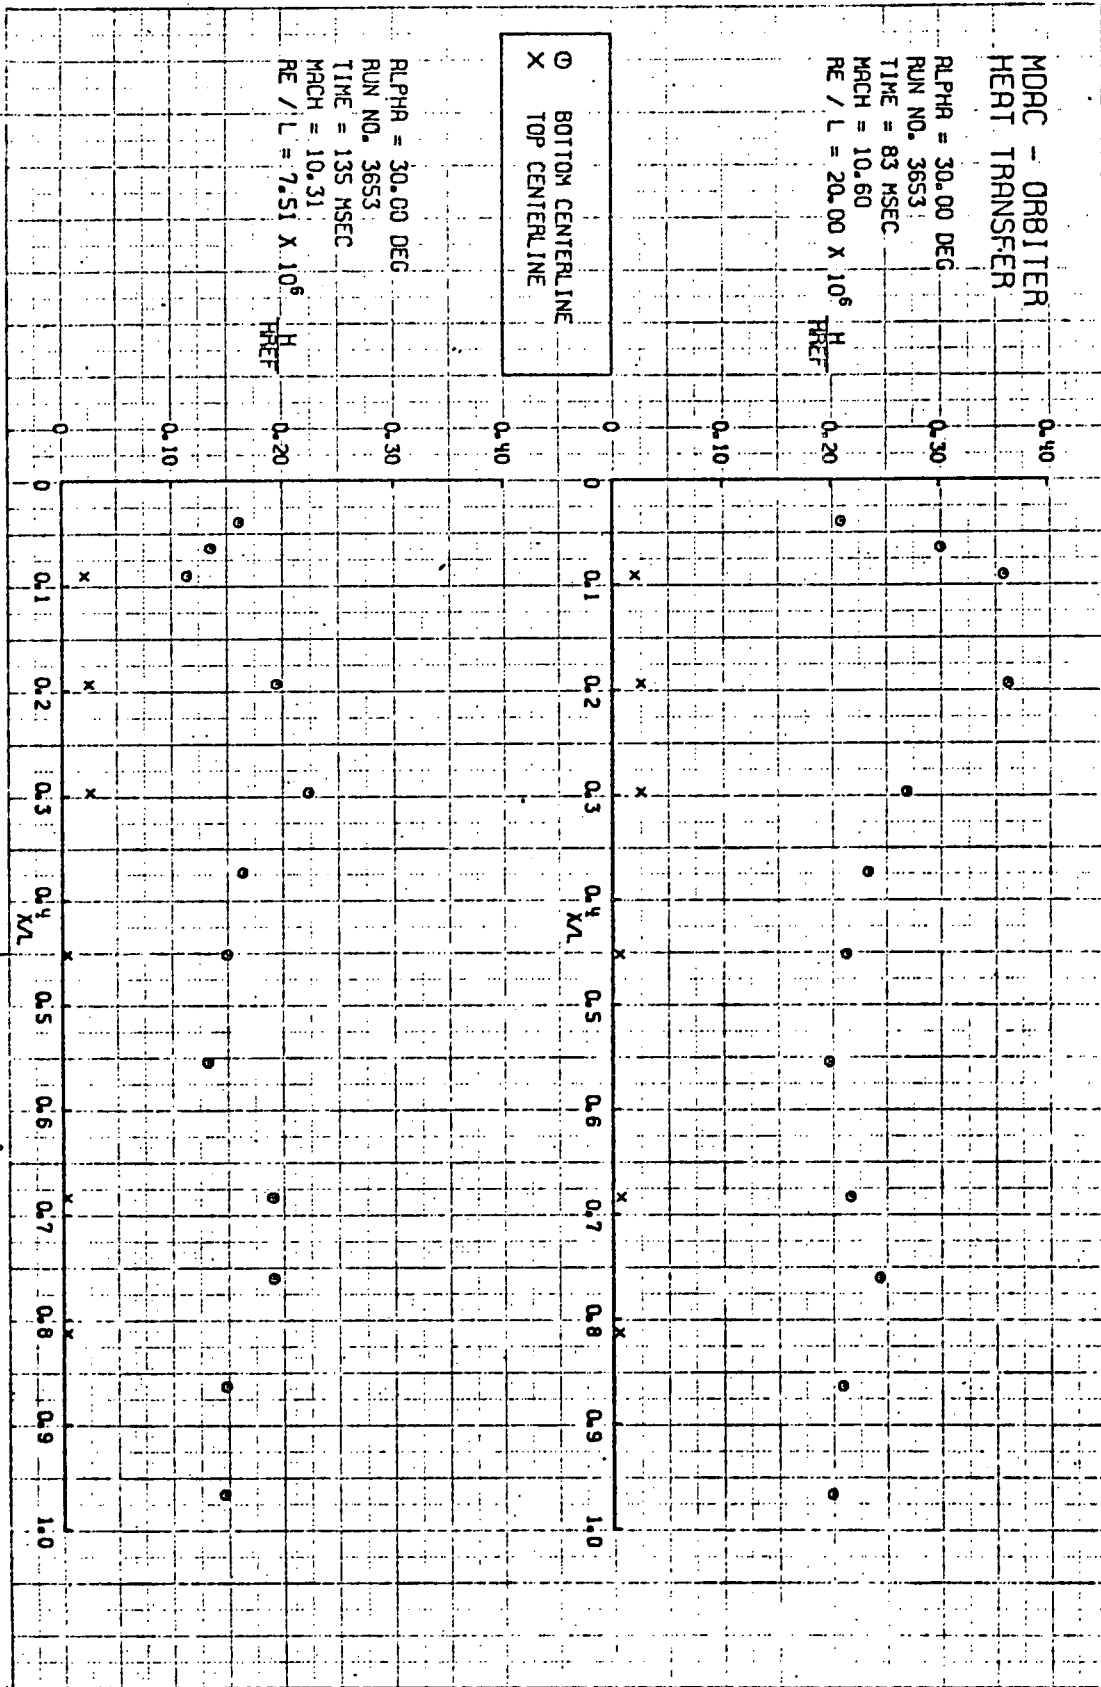 MDAC - ORBITER
HEAT TRANSFER
ALPHA = 30.00 DEG
RUN NO. 3653
TIME = 83 MSEC
MACH = 10.60
RE / L = 20.00 X 10⁶
H
HREF
0.40
0.30
0.20
0.10
0
0 0.1 0.2 0.3 0.4 0.5 0.6 0.7 0.8 0.9 1.0
X/L
⊙ BOTTOM CENTERLINE
X TOP CENTERLINE
ALPHA = 30.00 DEG
RUN NO. 3653
TIME = 135 MSEC
MACH = 10.31
RE / L = 7.51 X 10⁶
H
HREF
0.40
0.30
0.20
0.10
0
0 0.1 0.2 0.3 0.4 0.5 0.6 0.7 0.8 0.9 1.0
X/L